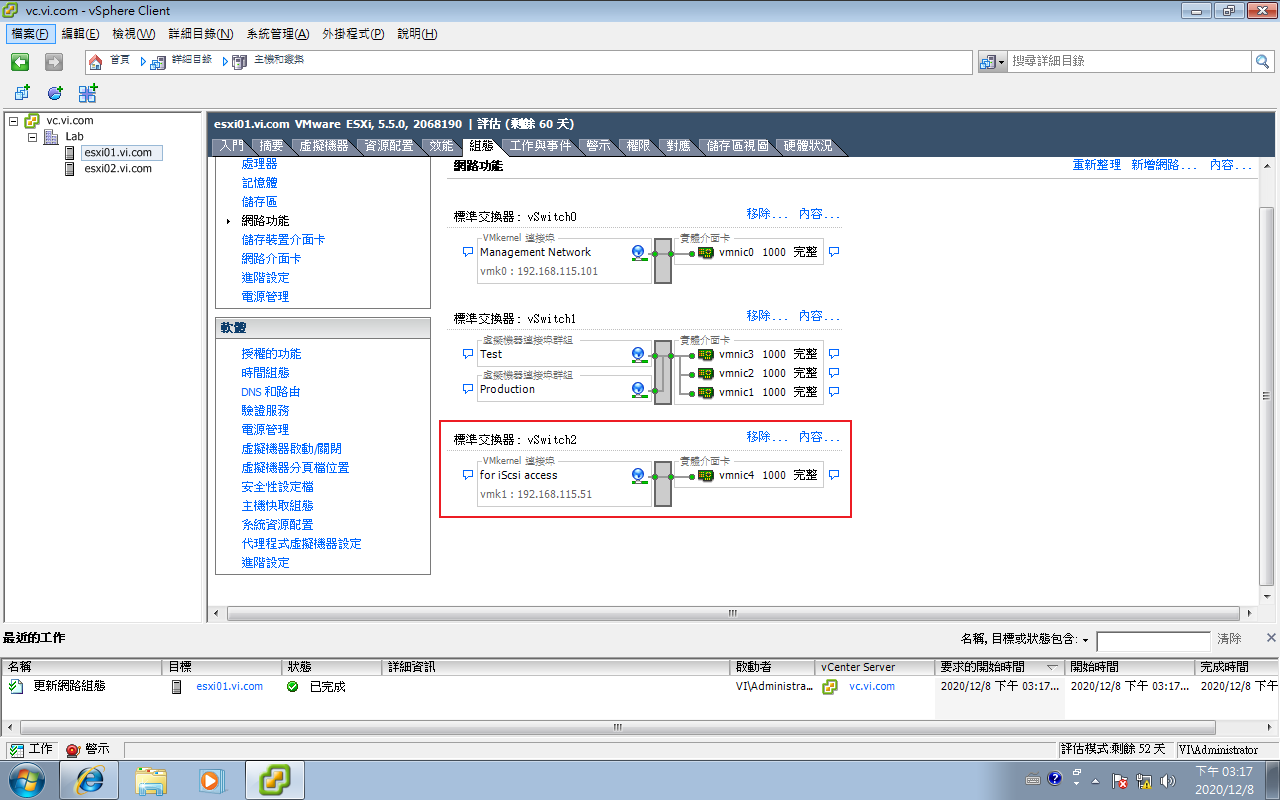 vc.vi.com - vSphere Client
檔案(F) 編輯(E) 檢視(W) 詳細目錄(N) 系統管理(A) 外掛程式(P) 說明(H)
首頁 詳細目錄 主機和叢集 搜尋詳細目錄
vc.vi.com
Lab
esxi01.vi.com
esxi02.vi.com
esxi01.vi.com VMware ESXi, 5.5.0, 2068190 | 評估 (剩餘 60 天)
入門 摘要 虛擬機器 資源配置 效能 組態 工作與事件 警示 權限 對應 儲存區視圖 硬體狀況
處理器
記憶體
儲存區
網路功能
儲存裝置介面卡
網路介面卡
進階設定
電源管理
軟體
授權的功能
時間組態
DNS 和路由
驗證服務
電源管理
虛擬機器啟動/關閉
虛擬機器分頁檔位置
安全性設定檔
主機快取組態
系統資源配置
代理程式虛擬機器設定
進階設定
網路功能 重新整理 新增網路... 內容...
標準交換器: vSwitch0 移除... 內容...
VMkernel 連接埠 實體介面卡
Management Network vmnic0 1000 完整
vmk0 : 192.168.115.101
標準交換器: vSwitch1 移除... 內容...
虛擬機器連接埠群組 實體介面卡
Test vmnic3 1000 完整
虛擬機器連接埠群組 vmnic2 1000 完整
Production vmnic1 1000 完整
標準交換器: vSwitch2 移除... 內容...
VMkernel 連接埠 實體介面卡
for iScsi access vmnic4 1000 完整
vmk1 : 192.168.115.51
最近的工作 名稱, 目標或狀態包含: 清除
名稱 目標 狀態 詳細資訊 啟動者 vCenter Server 要求的開始時間 開始時間 完成時間
更新網路組態 esxi01.vi.com 已完成 VI\Administra... vc.vi.com 2020/12/8 下午 03:17... 2020/12/8 下午 03:17... 2020/12/8 下午
工作 警示 評估模式:剩餘 52 天 VI\Administrator
下午 03:17
2020/12/8